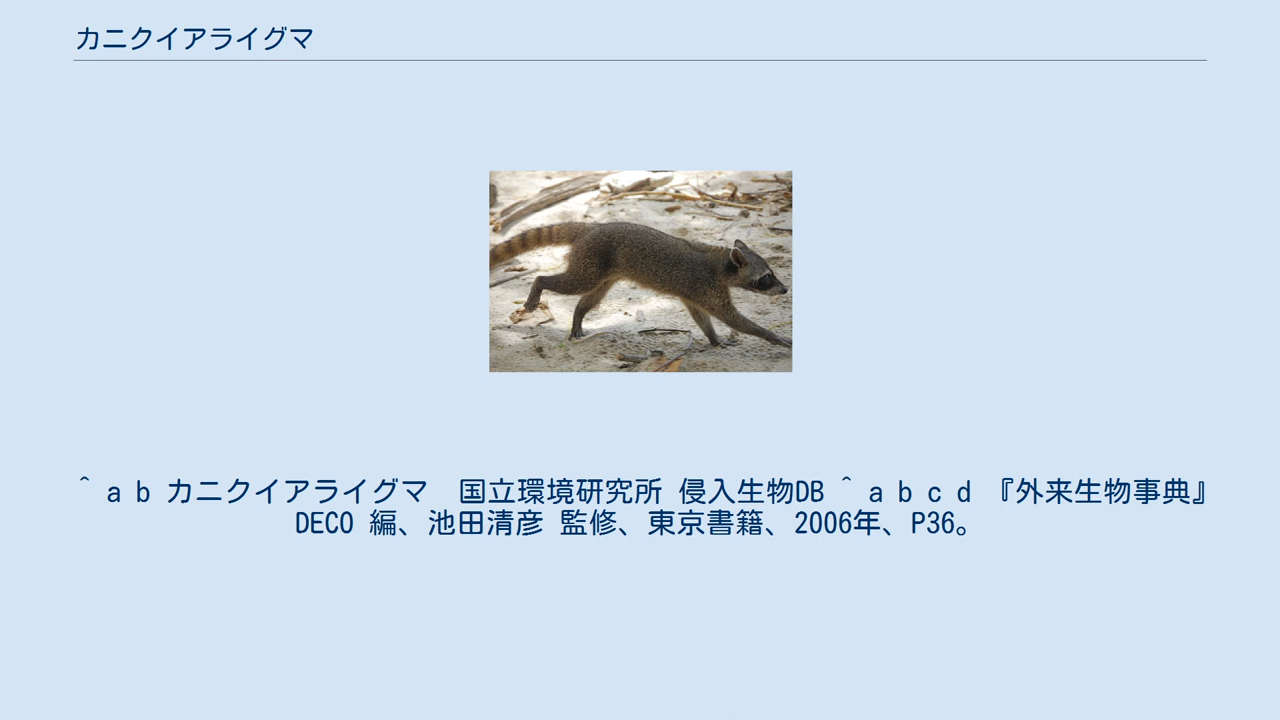 カニクイアライグマ
^ a b カニクイアライグマ　国立環境研究所 侵入生物DB ^ a b c d 『外来生物事典』
DECO 編、池田清彦 監修、東京書籍、2006年、P36。